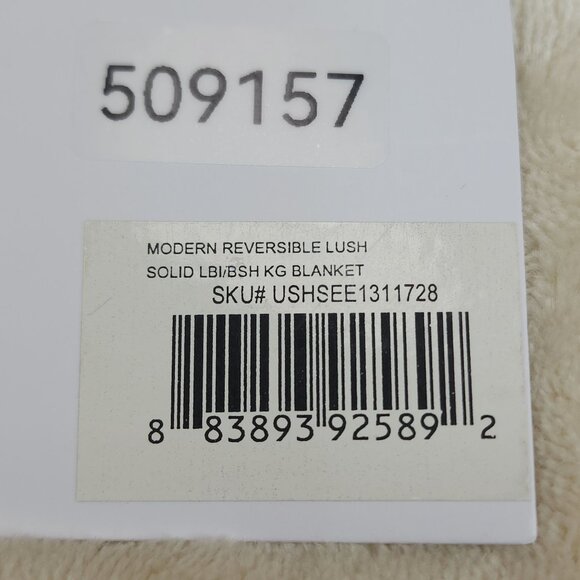 509157
MODERN REVERSIBLE LUSH
SOLID LBI/BSH KG BLANKET
SKU# USHSEE1311728
8 83893 92589 2